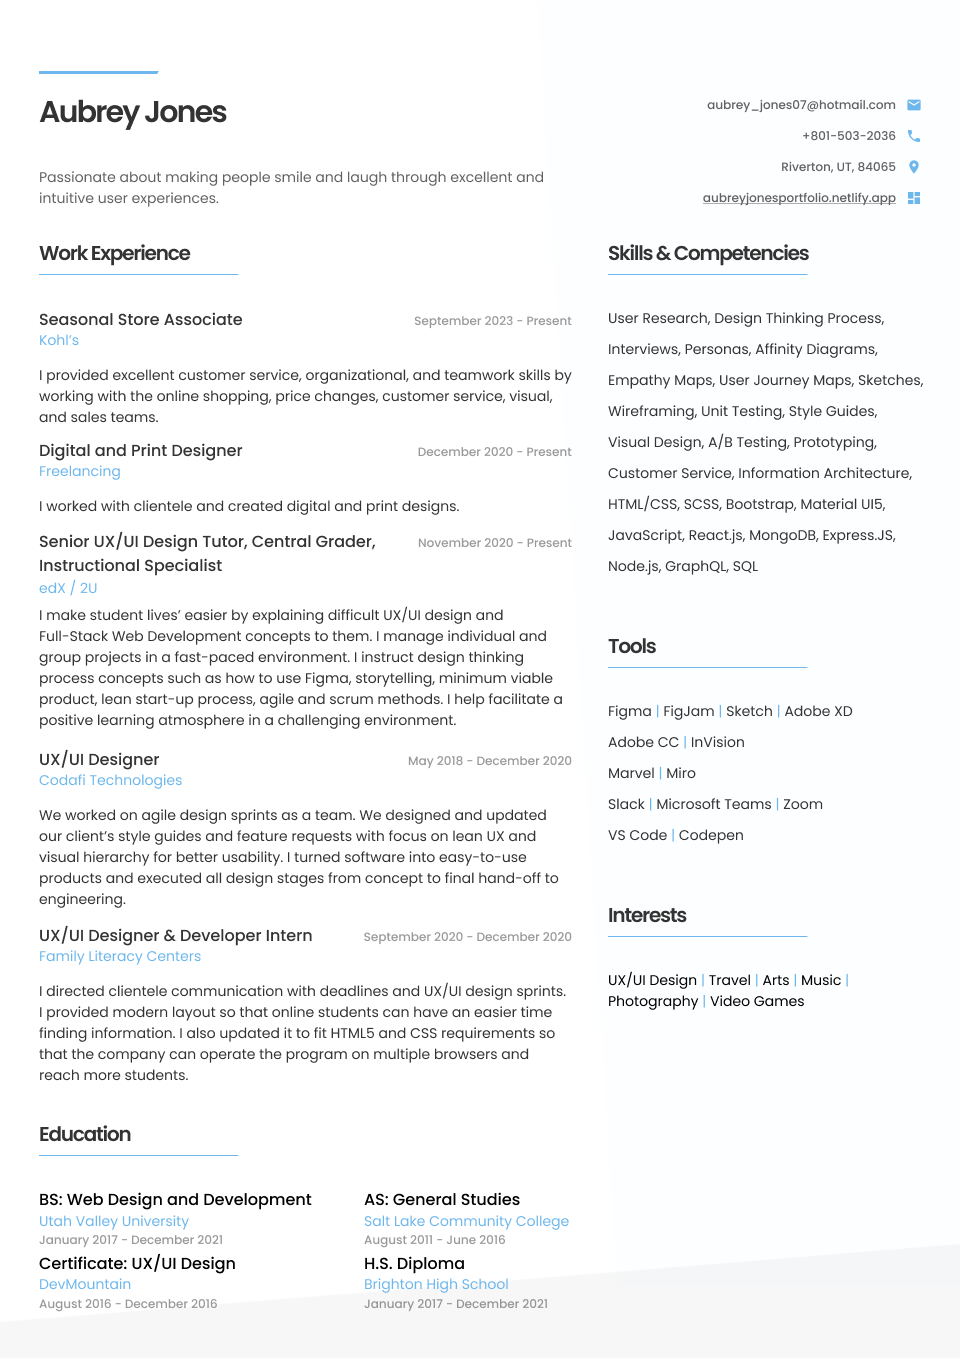 Aubrey Jones
Passionate about making people smile and laugh through excellent and
intuitive user experiences.
aubrey_jones07@hotmail.com
+801-503-2036
Riverton, UT, 84065
aubreyjonesportfolio.netlify.app
Work Experience
Seasonal Store Associate
September 2023 - Present
Kohl's
I provided excellent customer service, organizational, and teamwork skills by
working with the online shopping, price changes, customer service, visual,
and sales teams.
Digital and Print Designer
December 2020 - Present
Freelancing
I worked with clientele and created digital and print designs.
Senior UX/UI Design Tutor, Central Grader,
Instructional Specialist
November 2020 - Present
edX / 2U
I make student lives' easier by explaining difficult UX/UI design and
Full-Stack Web Development concepts to them. I manage individual and
group projects in a fast-paced environment. I instruct design thinking
process concepts such as how to use Figma, storytelling, minimum viable
product, lean start-up process, agile and scrum methods. I help facilitate a
positive learning atmosphere in a challenging environment.
UX/UI Designer
May 2018 - December 2020
Codafi Technologies
We worked on agile design sprints as a team. We designed and updated
our client's style guides and feature requests with focus on lean UX and
visual hierarchy for better usability. I turned software into easy-to-use
products and executed all design stages from concept to final hand-off to
engineering.
UX/UI Designer & Developer Intern
September 2020 - December 2020
Family Literacy Centers
I directed clientele communication with deadlines and UX/UI design sprints.
I provided modern layout so that online students can have an easier time
finding information. I also updated it to fit HTML5 and CSS requirements so
that the company can operate the program on multiple browsers and
reach more students.
Education
BS: Web Design and Development
Utah Valley University
January 2017 - December 2021
Certificate: UX/UI Design
DevMountain
August 2016 - December 2016
AS: General Studies
Salt Lake Community College
August 2011 - June 2016
H.S. Diploma
Brighton High School
January 2017 - December 2021
Skills & Competencies
User Research, Design Thinking Process,
Interviews, Personas, Affinity Diagrams,
Empathy Maps, User Journey Maps, Sketches,
Wireframing, Unit Testing, Style Guides,
Visual Design, A/B Testing, Prototyping,
Customer Service, Information Architecture,
HTML/CSS, SCSS, Bootstrap, Material UI5,
JavaScript, React.js, MongoDB, Express.JS,
Node.js, GraphQL, SQL
Tools
Figma | FigJam | Sketch | Adobe XD
Adobe CC | InVision
Marvel | Miro
Slack | Microsoft Teams | Zoom
VS Code | Codepen
Interests
UX/UI Design | Travel | Arts | Music |
Photography | Video Games